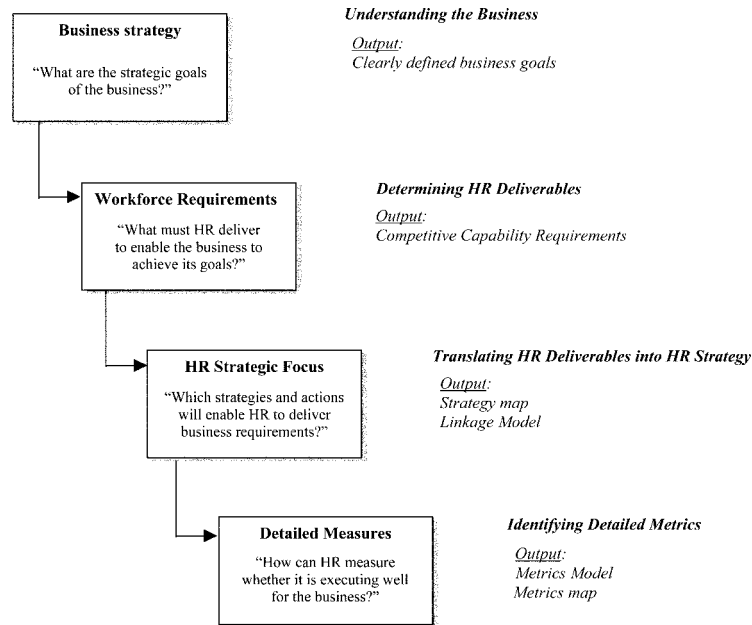 Business strategy
“What are the strategic goals
of the business?”
Understanding the Business
Output:
Clearly defined business goals
Workforce Requirements
“What must HR deliver
to enable the business to
achieve its goals?”
Determining HR Deliverables
Output:
Competitive Capability Requirements
HR Strategic Focus
“Which strategies and actions
will enable HR to deliver
business requirements?”
Translating HR Deliverables into HR Strategy
Output:
Strategy map
Linkage Model
Detailed Measures
“How can HR measure
whether it is executing well
for the business?”
Identifying Detailed Metrics
Output:
Metrics Model
Metrics map